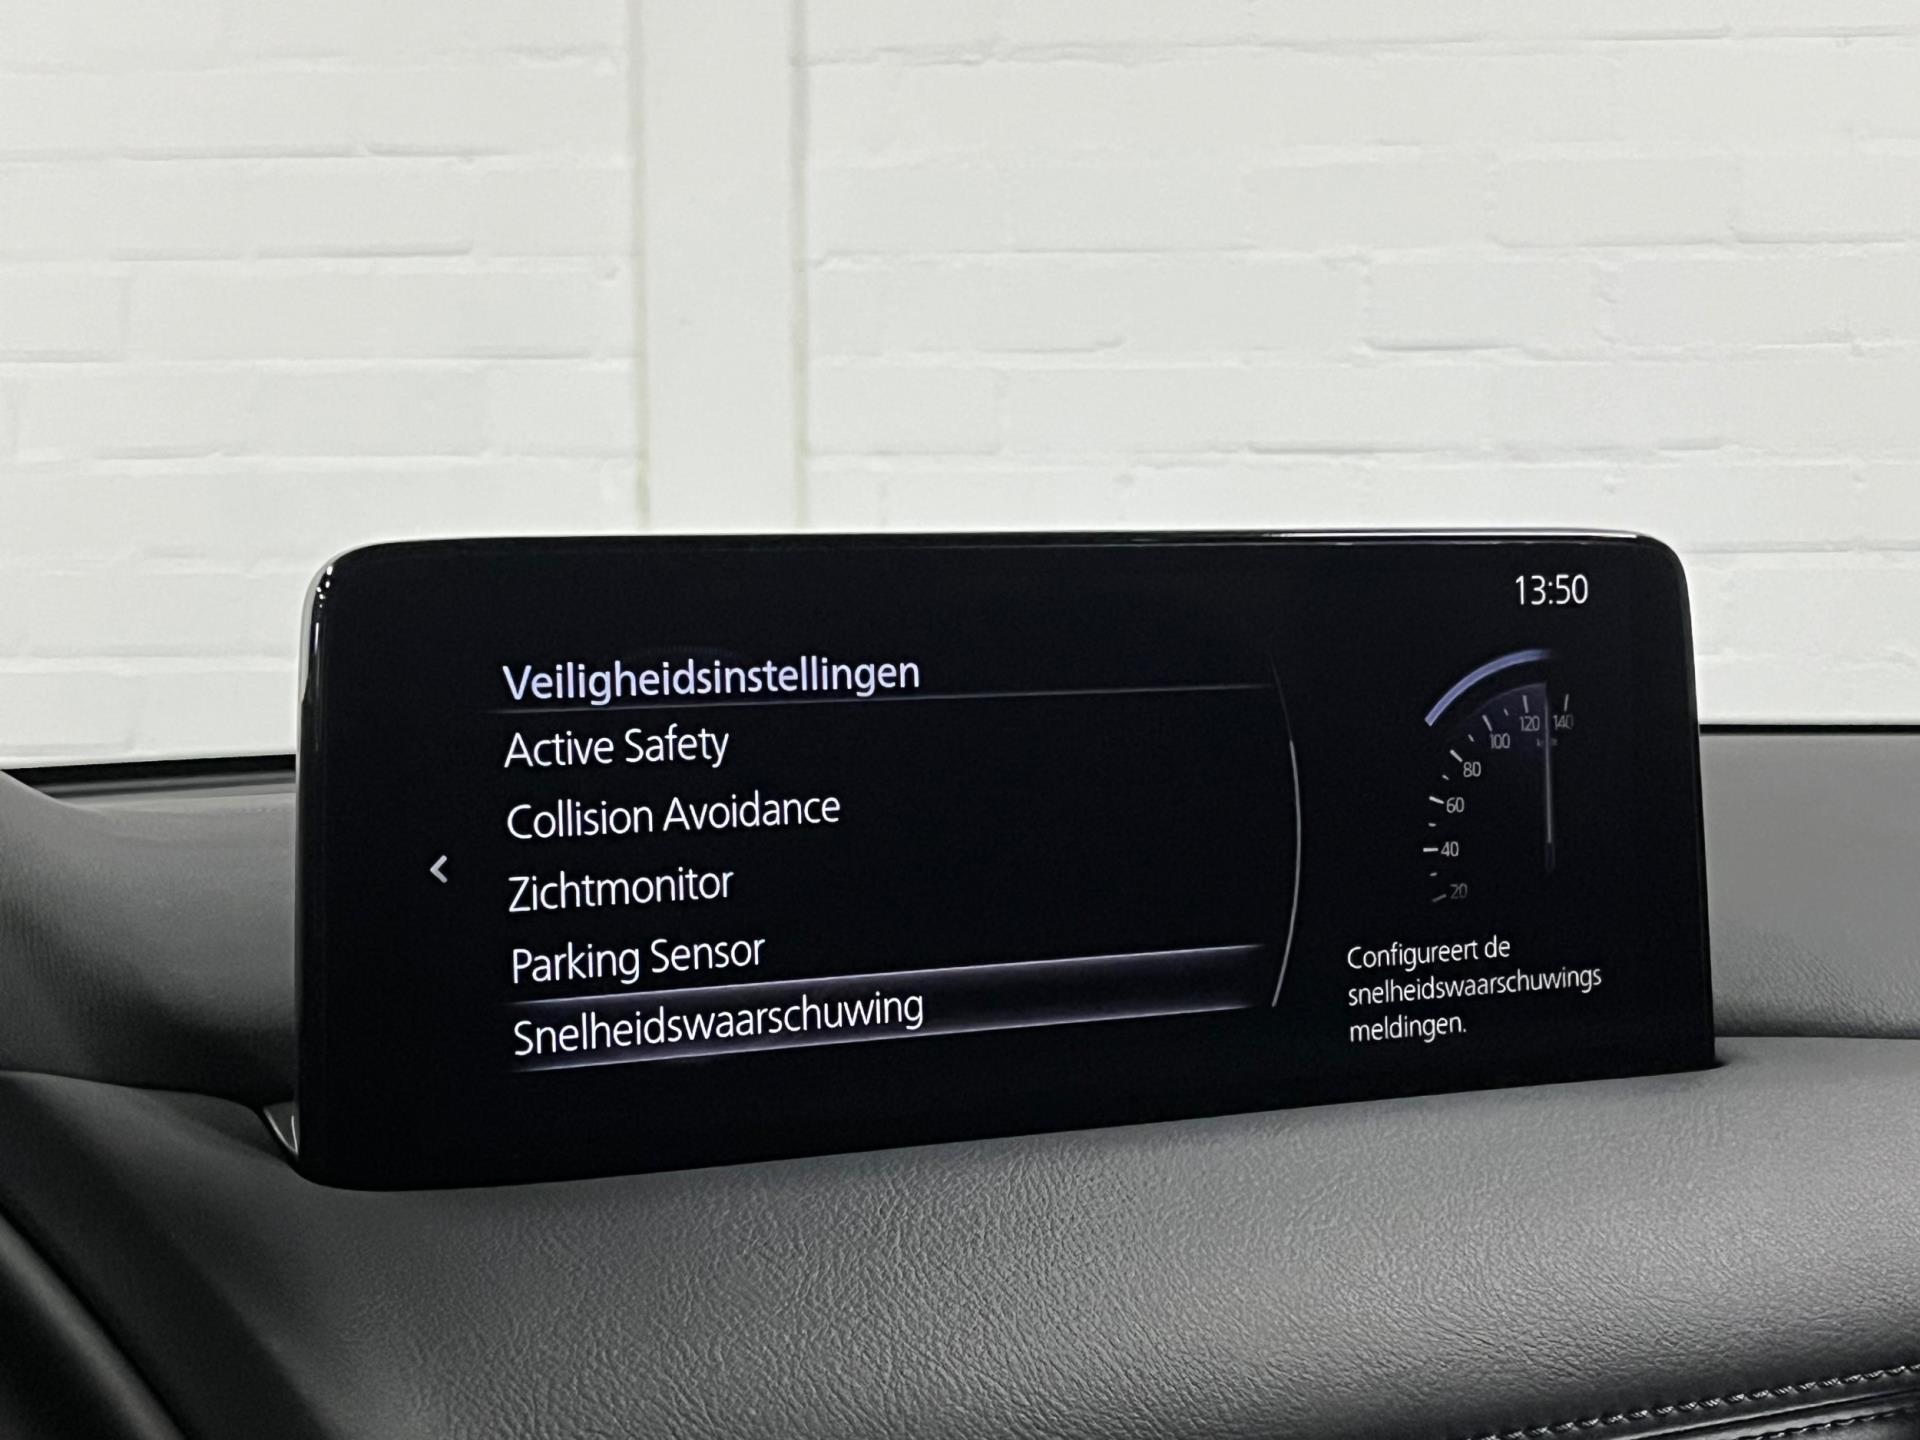 13:50
Veiligheidsinstellingen
Active Safety
Collision Avoidance
Zichtmonitor
Parking Sensor
Snelheidswaarschuwing
140
120
100
80
60
40
20
Configureert de
snelheidswaarschuwings
meldingen.